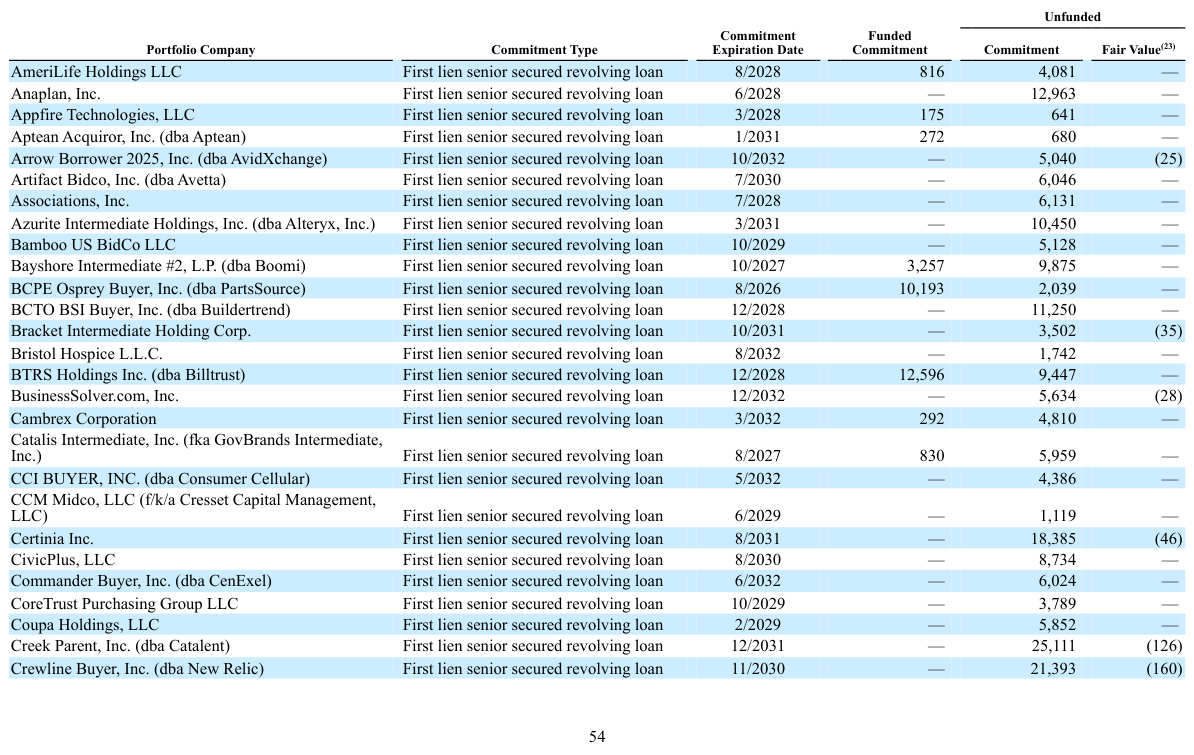 Unfunded
Portfolio Company Commitment Type Commitment Expiration Date Funded Commitment Commitment Fair Value(23)
AmeriLife Holdings LLC First lien senior secured revolving loan 8/2028 816 4,081 —
Anaplan, Inc. First lien senior secured revolving loan 6/2028 — 12,963 —
Appfire Technologies, LLC First lien senior secured revolving loan 3/2028 175 641 —
Aptean Acquiror, Inc. (dba Aptean) First lien senior secured revolving loan 1/2031 272 680 —
Arrow Borrower 2025, Inc. (dba AvidXchange) First lien senior secured revolving loan 10/2032 — 5,040 (25)
Artifact Bidco, Inc. (dba Avetta) First lien senior secured revolving loan 7/2030 — 6,046 —
Associations, Inc. First lien senior secured revolving loan 7/2028 — 6,131 —
Azurite Intermediate Holdings, Inc. (dba Alteryx, Inc.) First lien senior secured revolving loan 3/2031 — 10,450 —
Bamboo US BidCo LLC First lien senior secured revolving loan 10/2029 — 5,128 —
Bayshore Intermediate #2, L.P. (dba Boomi) First lien senior secured revolving loan 10/2027 3,257 9,875 —
BCPE Osprey Buyer, Inc. (dba PartsSource) First lien senior secured revolving loan 8/2026 10,193 2,039 —
BCTO BSI Buyer, Inc. (dba Buildertrend) First lien senior secured revolving loan 12/2028 — 11,250 —
Bracket Intermediate Holding Corp. First lien senior secured revolving loan 10/2031 — 3,502 (35)
Bristol Hospice L.L.C. First lien senior secured revolving loan 8/2032 — 1,742 —
BTRS Holdings Inc. (dba Billtrust) First lien senior secured revolving loan 12/2028 12,596 9,447 —
BusinessSolver.com, Inc. First lien senior secured revolving loan 12/2032 — 5,634 (28)
Cambrex Corporation First lien senior secured revolving loan 3/2032 292 4,810 —
Catalis Intermediate, Inc. (fka GovBrands Intermediate,
Inc.) First lien senior secured revolving loan 8/2027 830 5,959 —
CCI BUYER, INC. (dba Consumer Cellular) First lien senior secured revolving loan 5/2032 — 4,386 —
CCM Midco, LLC (f/k/a Cresset Capital Management,
LLC) First lien senior secured revolving loan 6/2029 — 1,119 —
Certinia Inc. First lien senior secured revolving loan 8/2031 — 18,385 (46)
CivicPlus, LLC First lien senior secured revolving loan 8/2030 — 8,734 —
Commander Buyer, Inc. (dba CenExel) First lien senior secured revolving loan 6/2032 — 6,024 —
CoreTrust Purchasing Group LLC First lien senior secured revolving loan 10/2029 — 3,789 —
Coupa Holdings, LLC First lien senior secured revolving loan 2/2029 — 5,852 —
Creek Parent, Inc. (dba Catalent) First lien senior secured revolving loan 12/2031 — 25,111 (126)
Crewline Buyer, Inc. (dba New Relic) First lien senior secured revolving loan 11/2030 — 21,393 (160)
54